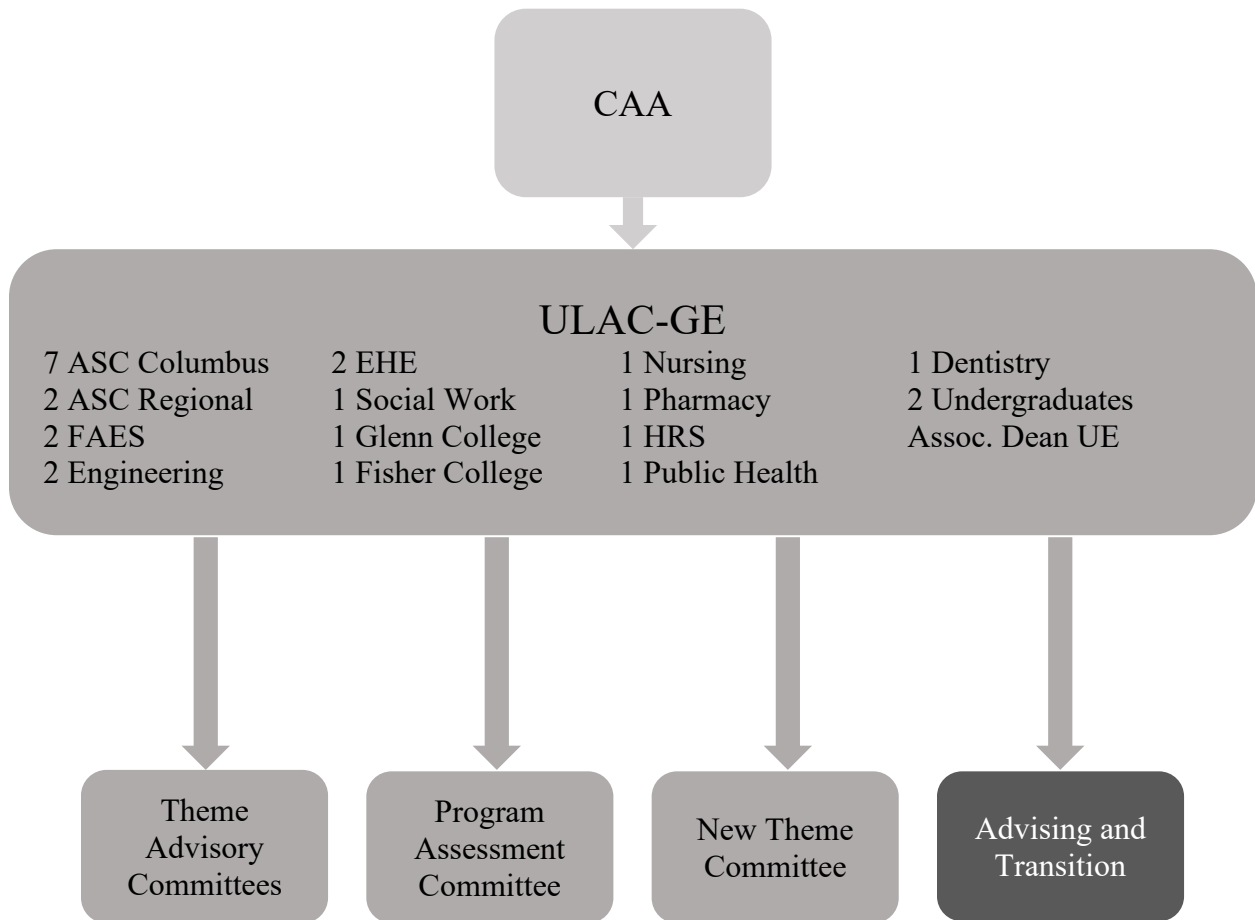 CAA
ULAC-GE
7 ASC Columbus
2 ASC Regional
2 FAES
2 Engineering
2 EHE
1 Social Work
1 Glenn College
1 Fisher College
1 Nursing
1 Pharmacy
1 HRS
1 Public Health
1 Dentistry
2 Undergraduates
Assoc. Dean UE
Theme
Advisory
Committees
Program
Assessment
Committee
New Theme
Committee
Advising and
Transition